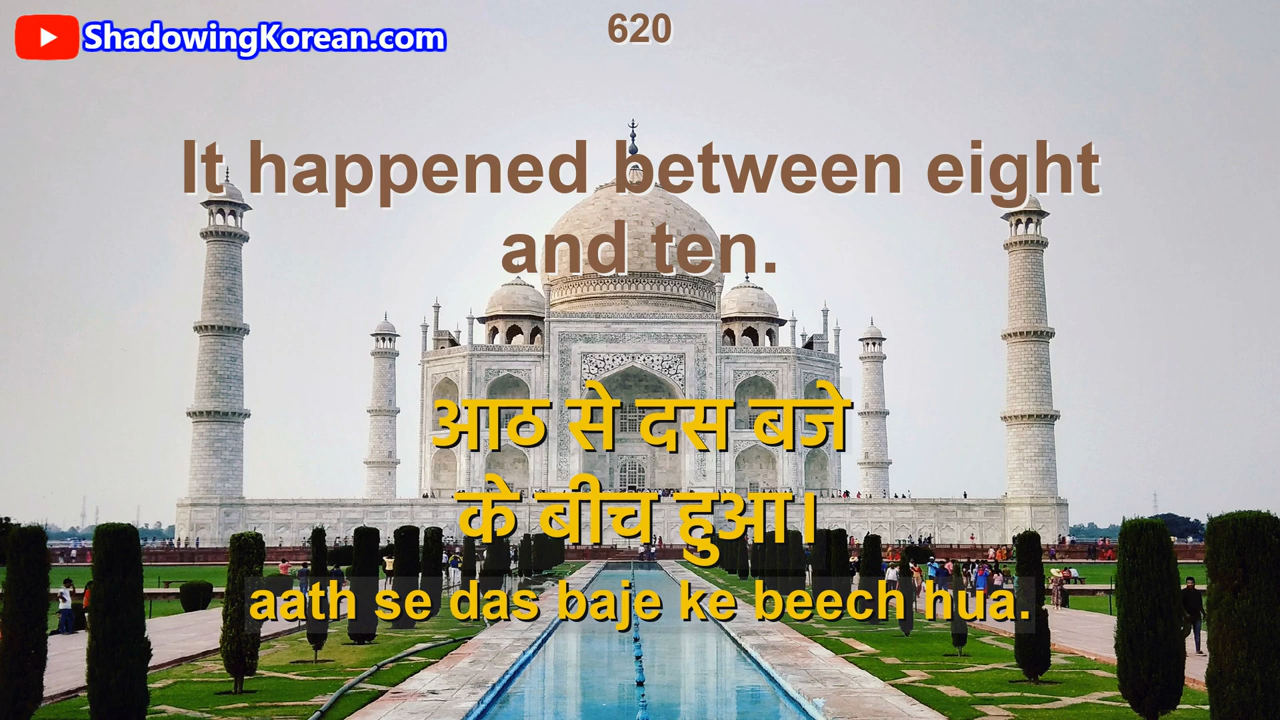 ShadowingKorean.com
620
It happened between eight
and ten.
आठ से दस बजे
के बीच हुआ।
aath se das baje ke beech hua.